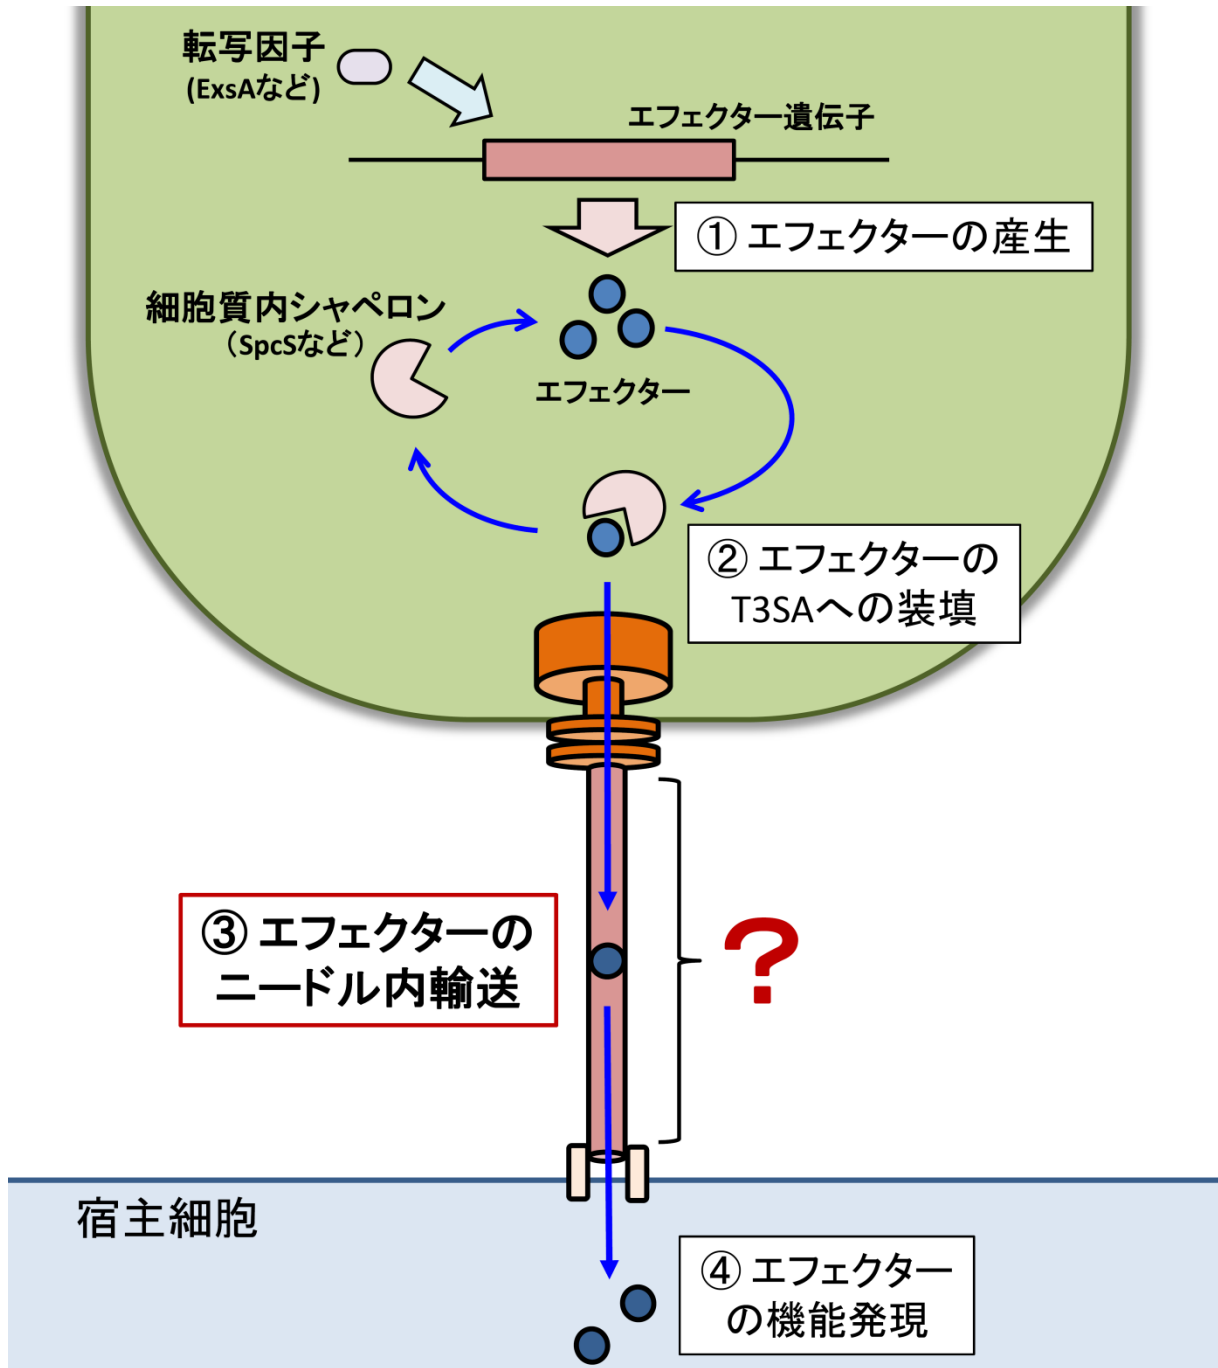 転写因子
(ExsAなど)
エフェクター遺伝子
① エフェクターの産生
細胞質内シャペロン
（SpcSなど）
エフェクター
② エフェクターの
T3SAへの装填
③ エフェクターの
ニードル内輸送
？
宿主細胞
④ エフェクター
の機能発現